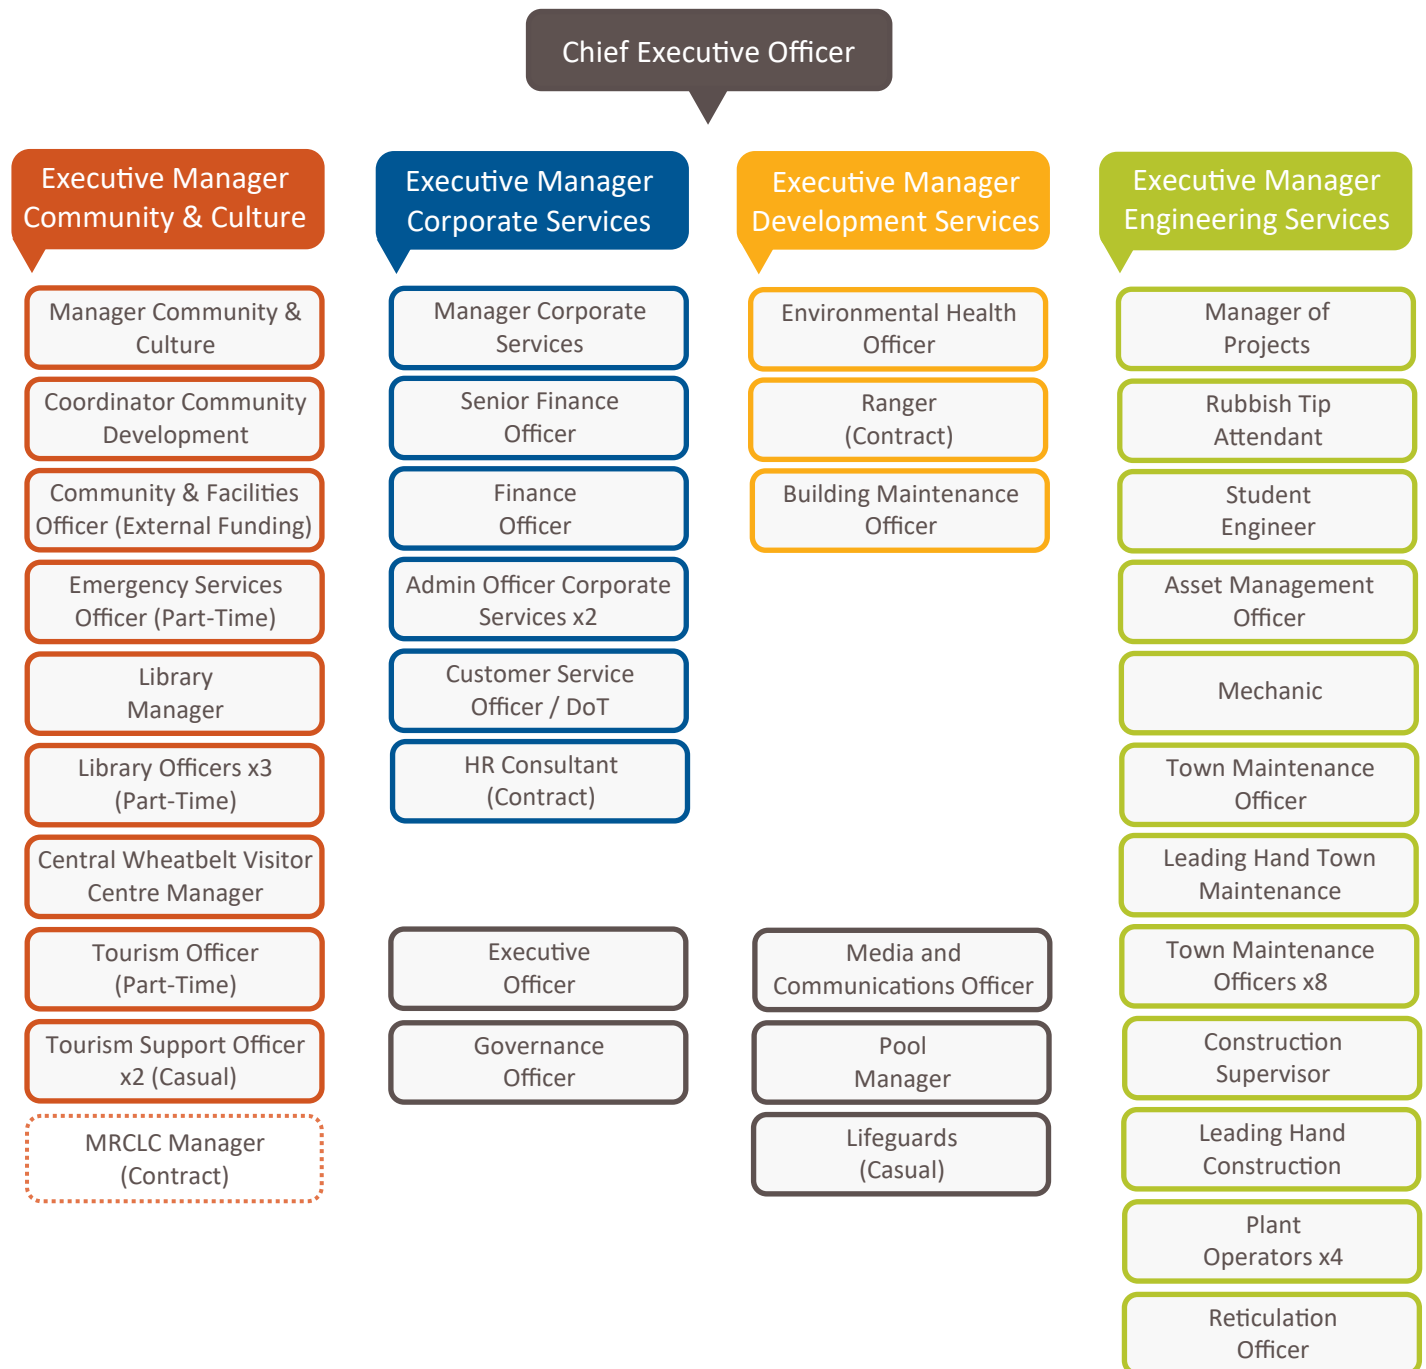 Chief Executive Officer
Executive Manager
Community & Culture
Manager Community &
Culture
Coordinator Community
Development
Community & Facilities
Officer (External Funding)
Emergency Services
Officer (Part-Time)
Library
Manager
Library Officers x3
(Part-Time)
Central Wheatbelt Visitor
Centre Manager
Tourism Officer
(Part-Time)
Tourism Support Officer
x2 (Casual)
MRCLC Manager
(Contract)
Executive Manager
Corporate Services
Manager Corporate
Services
Senior Finance
Officer
Finance
Officer
Admin Officer Corporate
Services x2
Customer Service
Officer / DoT
HR Consultant
(Contract)
Executive
Officer
Governance
Officer
Executive Manager
Development Services
Environmental Health
Officer
Ranger
(Contract)
Building Maintenance
Officer
Media and
Communications Officer
Pool
Manager
Lifeguards
(Casual)
Executive Manager
Engineering Services
Manager of
Projects
Rubbish Tip
Attendant
Student
Engineer
Asset Management
Officer
Mechanic
Town Maintenance
Officer
Leading Hand Town
Maintenance
Town Maintenance
Officers x8
Construction
Supervisor
Leading Hand
Construction
Plant
Operators x4
Reticulation
Officer